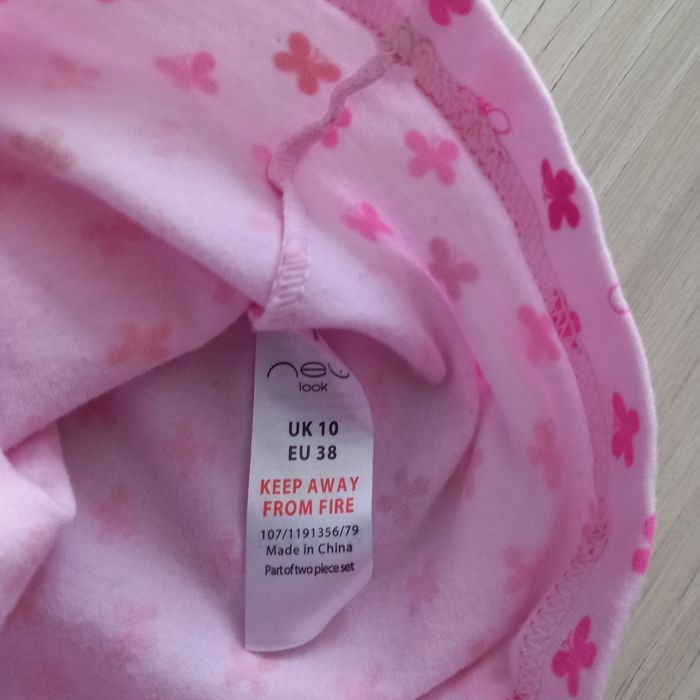 new
look
UK 10
EU 38
KEEP AWAY
FROM FIRE
107/1191356/79
Made in China
Part of two piece set